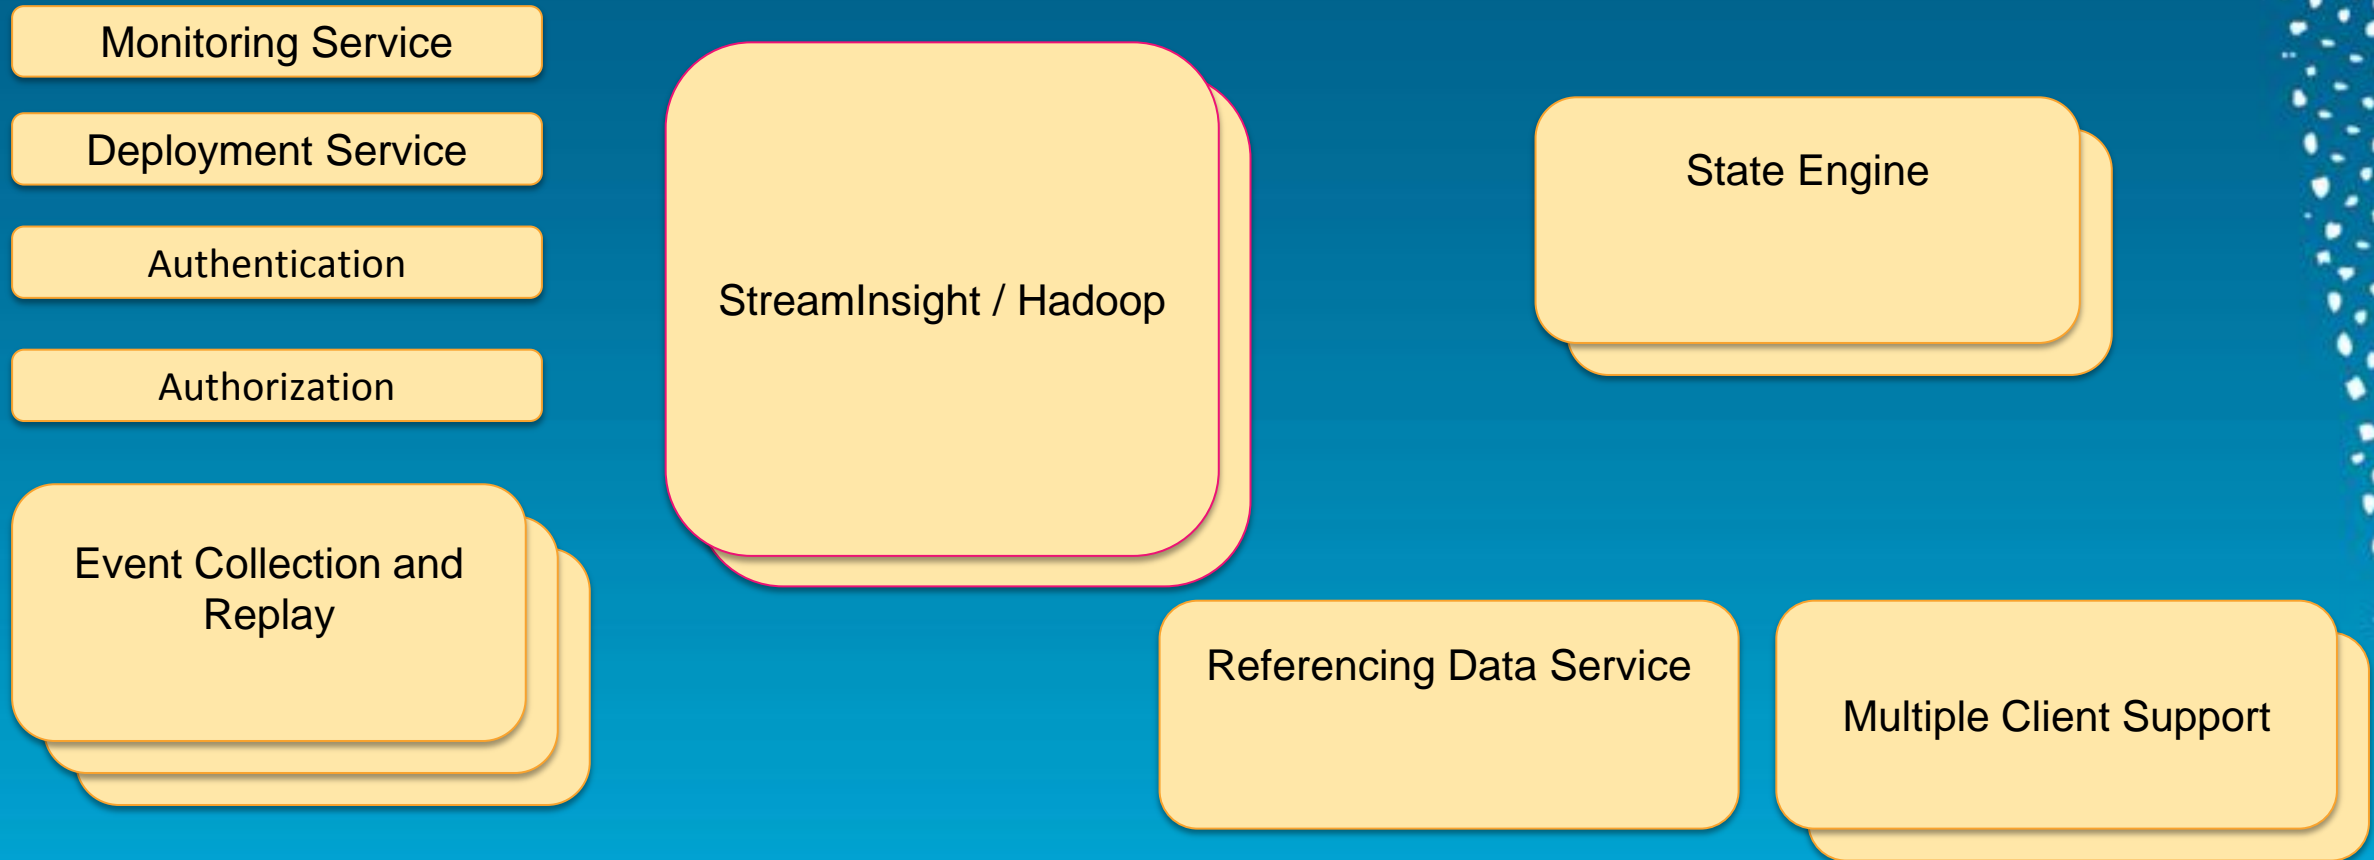 Monitoring Service
Deployment Service
Authentication
Authorization
Event Collection and
Replay
StreamInsight / Hadoop
State Engine
Referencing Data Service
Multiple Client Support